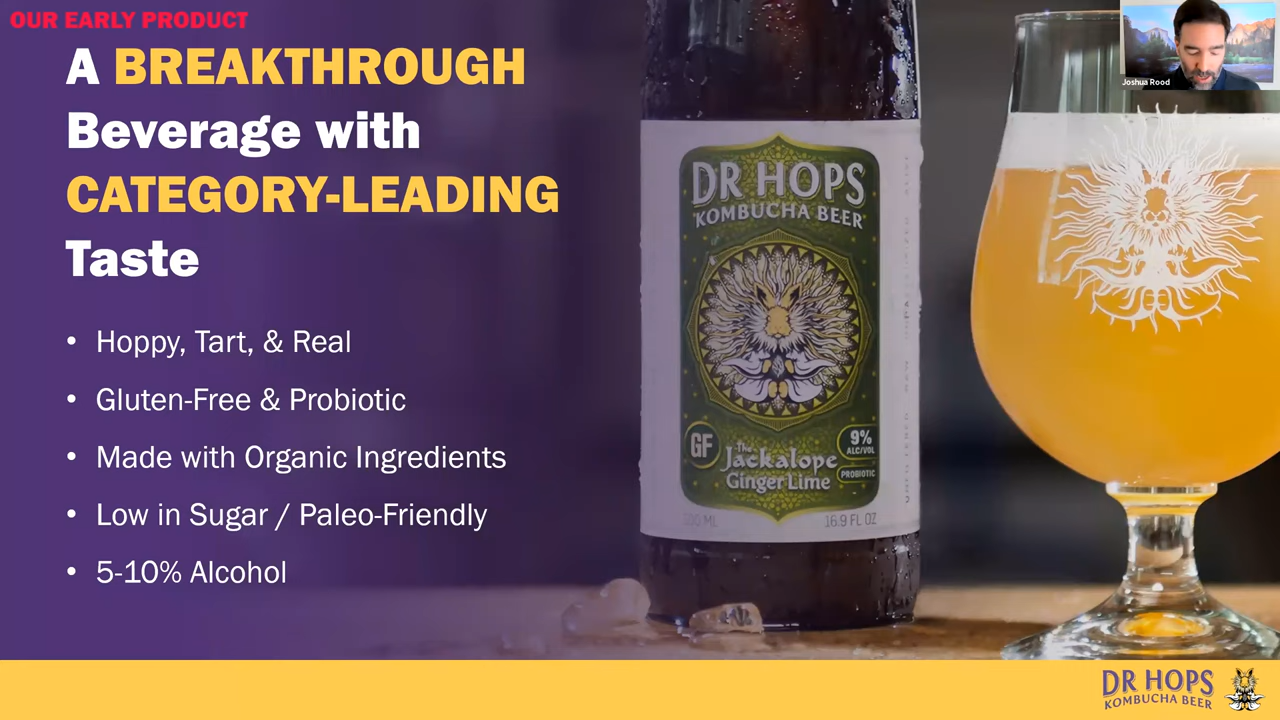 OUR EARLY PRODUCT
A BREAKTHROUGH
Beverage with
CATEGORY-LEADING
Taste
• Hoppy, Tart, & Real
• Gluten-Free & Probiotic
• Made with Organic Ingredients
• Low in Sugar / Paleo-Friendly
• 5-10% Alcohol
DR HOPS
KOMBUCHA BEER
GF
The
Jackalope
Ginger Lime
9%
ALC/VOL
PROBIOTIC
16.9 FL OZ
Joshua Rood
DR HOPS
KOMBUCHA BEER